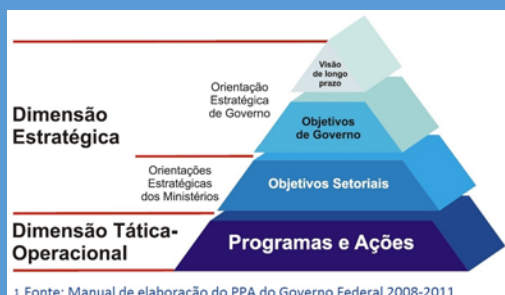 Visão
de longo
prazo
Orientação
Estratégica
de Governo
Dimensão
Estratégica
Objetivos
de Governo
Orientações
Estratégicas
dos Ministérios
Objetivos Setoriais
Dimensão Tática-
Operacional
Programas e Ações
1 Fonte: Manual de elaboração do PPA do Governo Federal 2008-2011